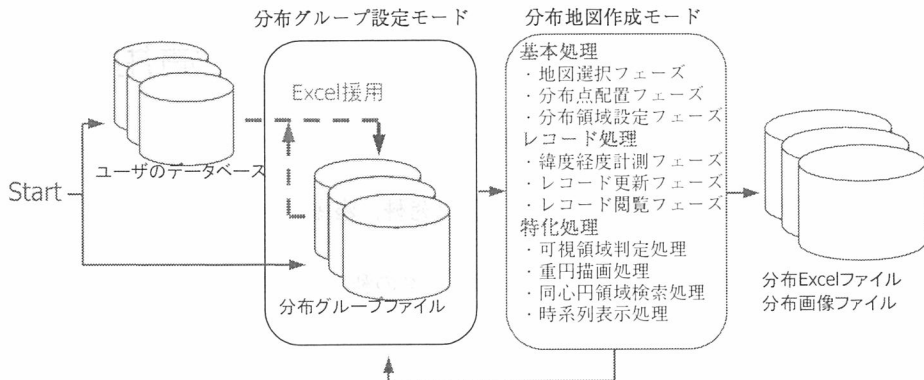 分布グループ設定モード
分布地図作成モード
基本処理
・地図選択フェーズ
・分布点配置フェーズ
・分布領域設定フェーズ
レコード処理
・緯度経度計測フェーズ
・レコード更新フェーズ
・レコード閲覧フェーズ
特化処理
・可視領域判定処理
・重円描画処理
・同心円領域検索処理
・時系列表示処理
Excel援用
ユーザのデータベース
Start
分布グループファイル
分布Excelファイル
分布画像ファイル